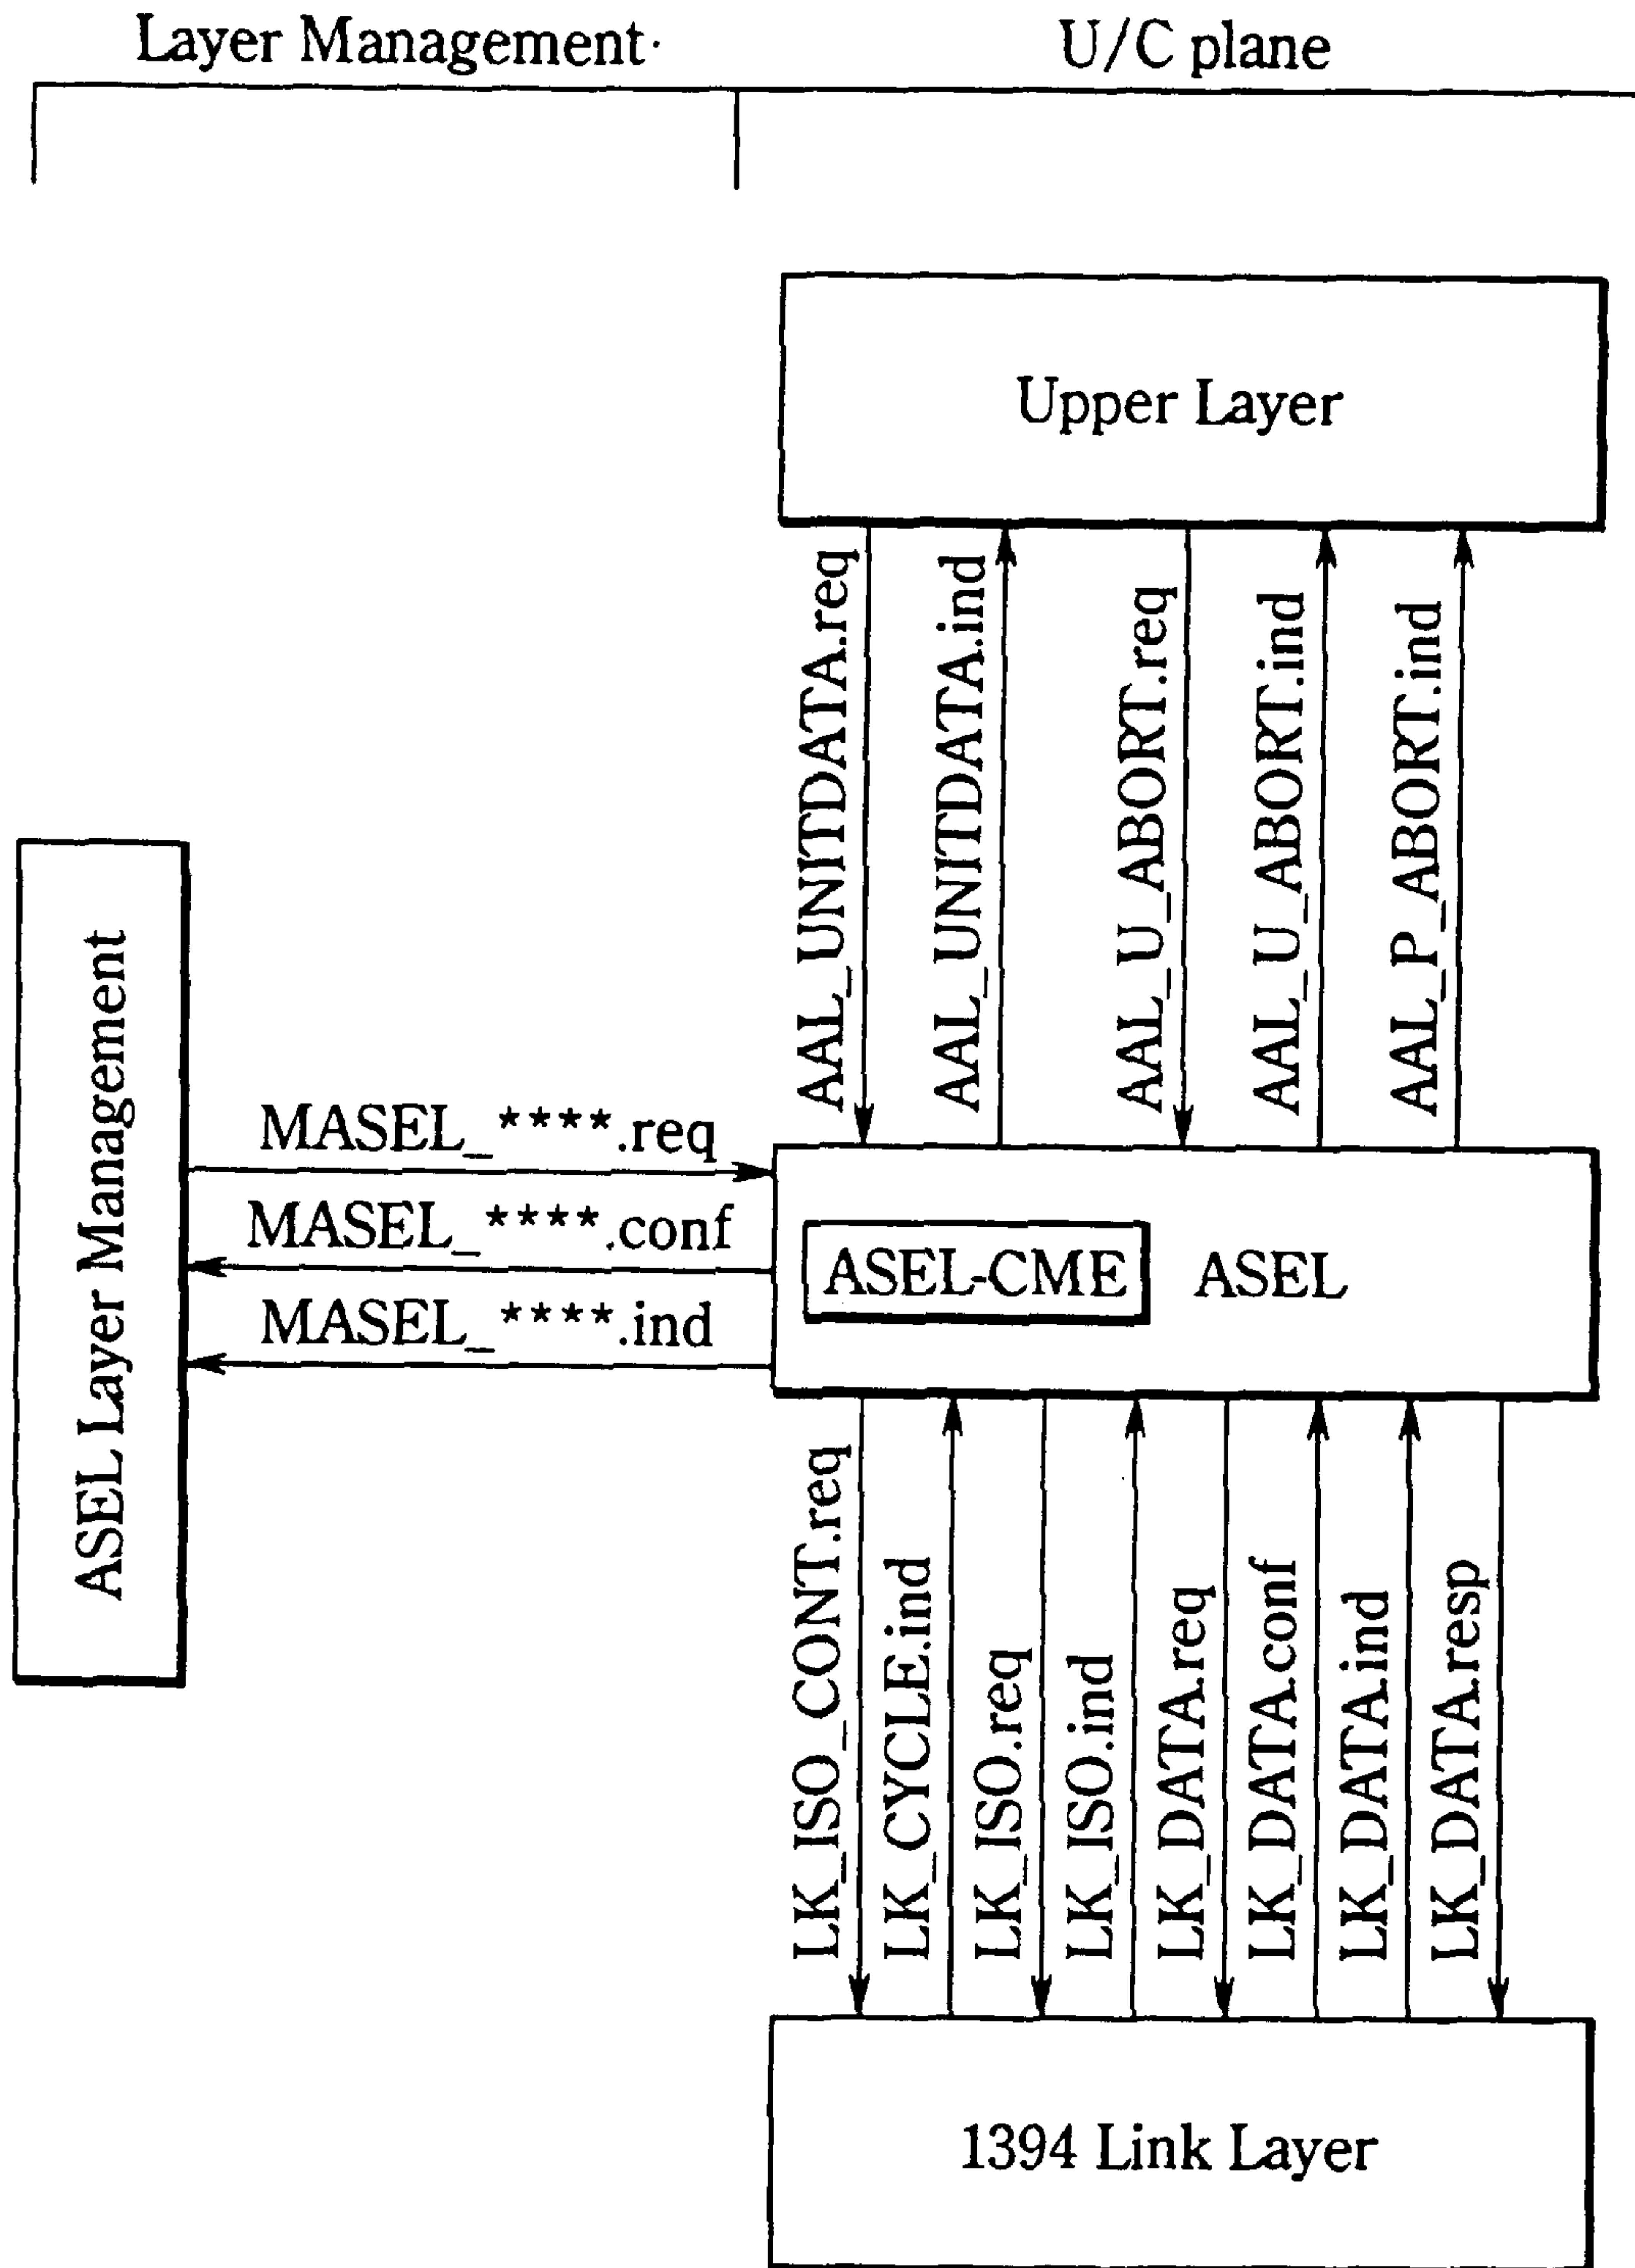 Layer Management
U/C plane
Upper Layer
AAL_UNITDATA.req
AAL_UNITDATA.ind
AAL_U_ABORT.req
AAL_U_ABORT.ind
AAL_P_ABORT.ind
ASEL Layer Management
MASEL_****.req
MASEL_****.conf
MASEL_****.ind
ASEL-CME
ASEL
LK_ISO_CONT.req
LK_CYCLE.ind
LK_ISO.req
LK_ISO.ind
LK_DATA.req
LK_DATA.conf
LK_DATA.ind
LK_DATA.resp
1394 Link Layer